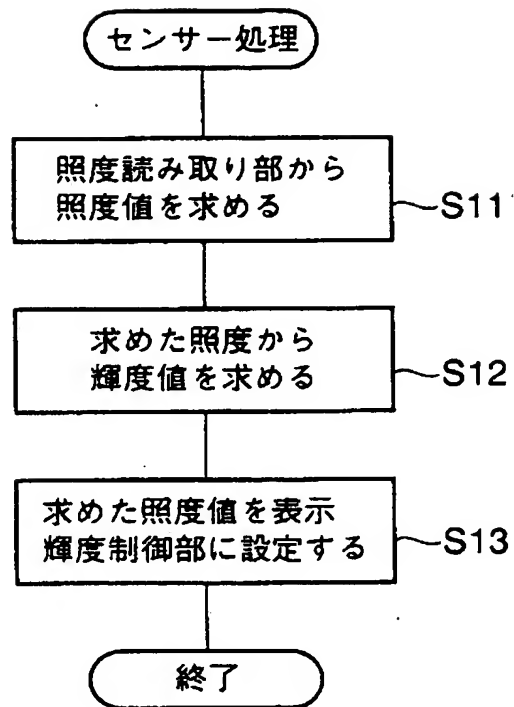 センサー処理
照度読み取り部から
照度値を求める
S11
求めた照度から
輝度値を求める
S12
求めた照度値を表示
輝度制御部に設定する
S13
終了